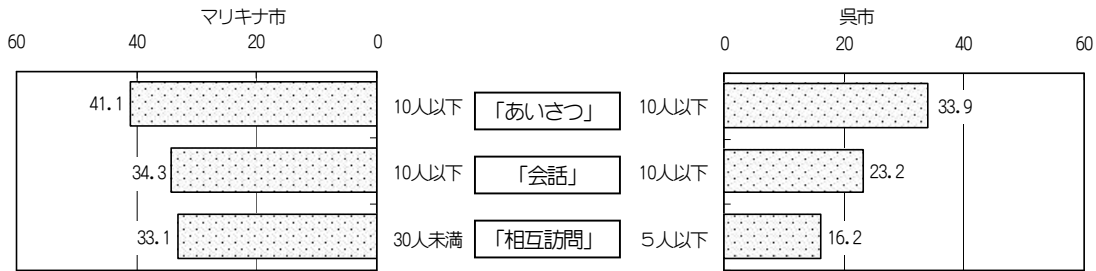 マリキナ市
呉市
60 40 20 0
0 20 40 60
41.1 10人以下 「あいさつ」 10人以下 33.9
34.3 10人以下 「会話」 10人以下 23.2
33.1 30人未満 「相互訪問」 5人以下 16.2